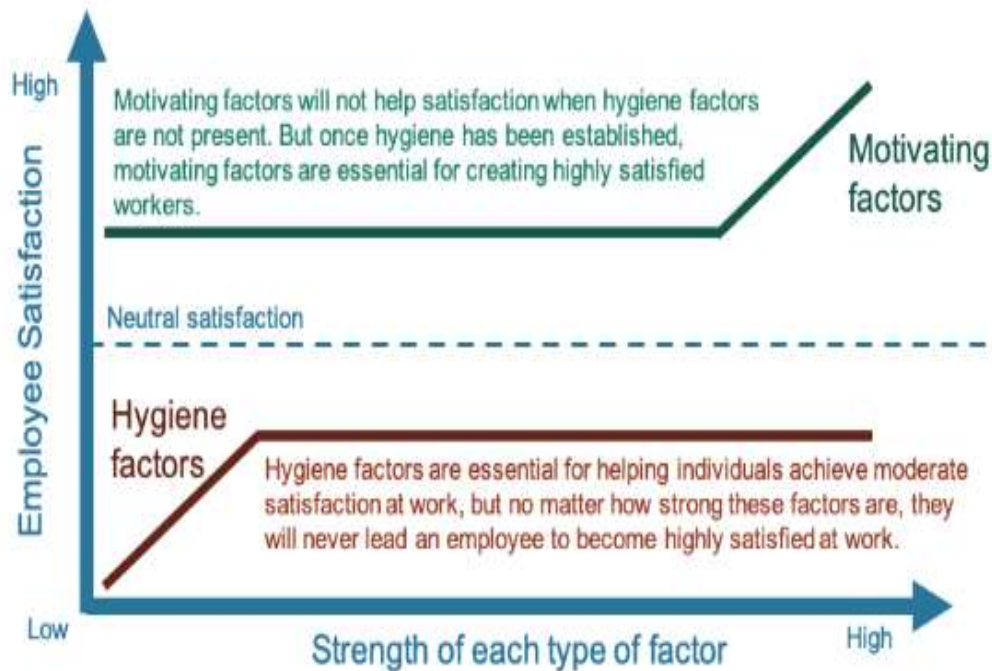 High
Motivating factors will not help satisfaction when hygiene factors
are not present. But once hygiene has been established,
motivating factors are essential for creating highly satisfied
workers.
Motivating
factors
Employee Satisfaction
Neutral satisfaction
Hygiene
factors
Hygiene factors are essential for helping individuals achieve moderate
satisfaction at work, but no matter how strong these factors are, they
will never lead an employee to become highly satisfied at work.
Low
Strength of each type of factor
High